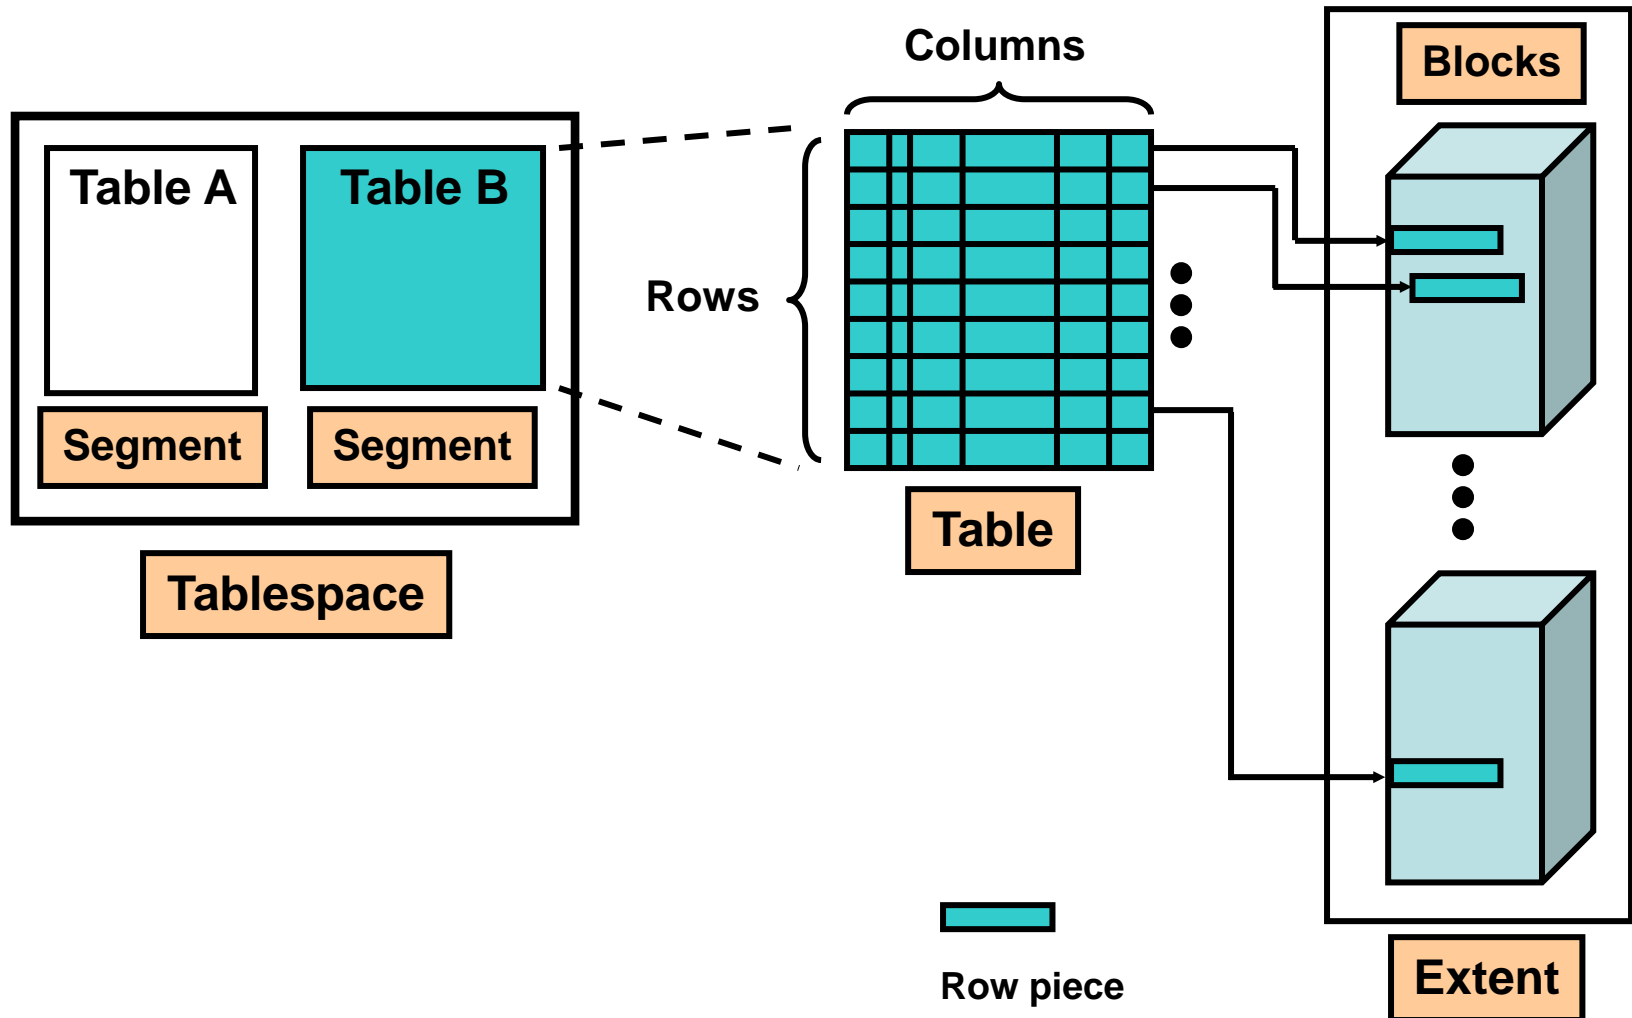 Columns
Blocks
Table A
Table B
Rows
Segment
Segment
Table
Tablespace
Row piece
Extent